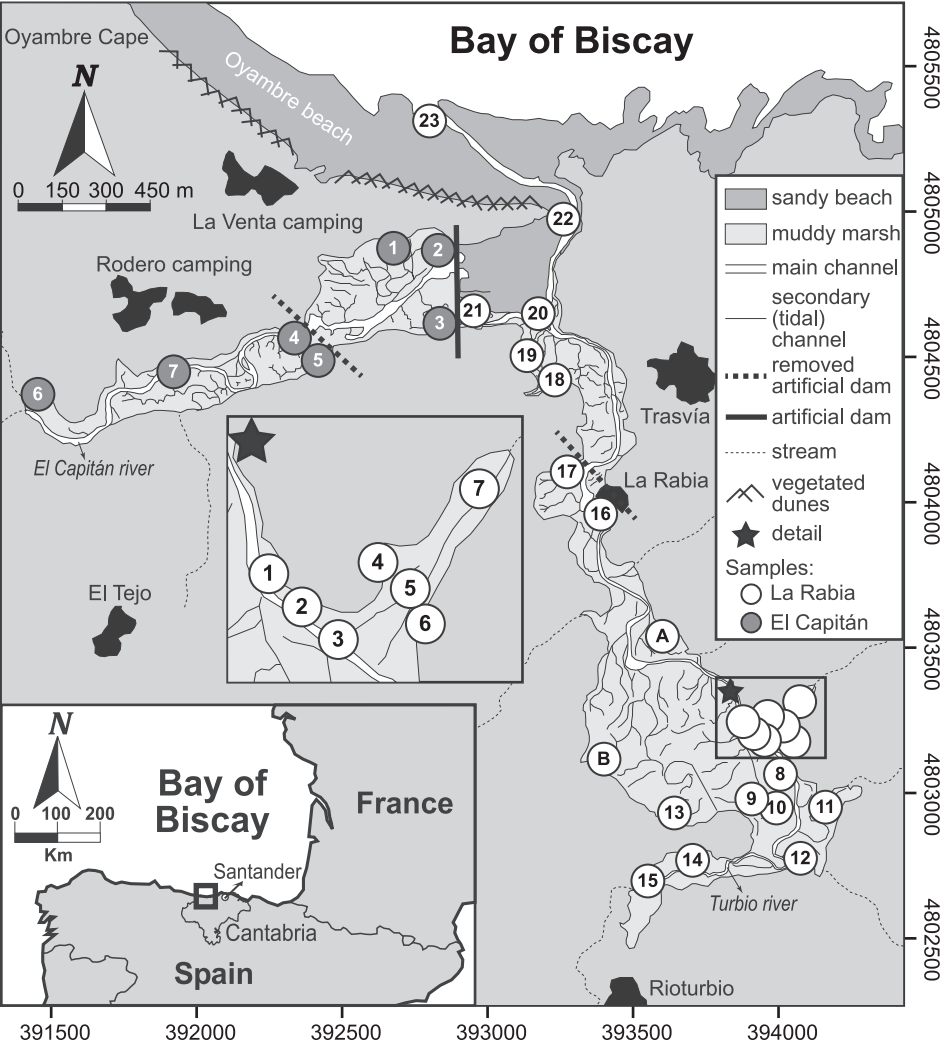 Bay of Biscay
Oyambre Cape
N
0 150 300 450 m
Oyambre beach
23
22
La Venta camping
Rodero camping
1
2
3
4
5
6
7
21
20
19
18
17
16
Trasvía
La Rabia
El Capitán river
El Tejo
sandy beach
muddy marsh
main channel
secondary
(tidal)
channel
removed
artificial dam
artificial dam
stream
vegetated
dunes
detail
Samples:
La Rabia
El Capitán
1
2
3
4
5
6
7
A
B
8
9
10
11
12
13
14
15
Turbio river
Rioturbio
N
0 100 200
Km
Bay of
Biscay
France
Santander
Cantabria
Spain
4805500
4805000
4804500
4804000
4803500
4803000
4802500
391500 392000 392500 393000 393500 394000